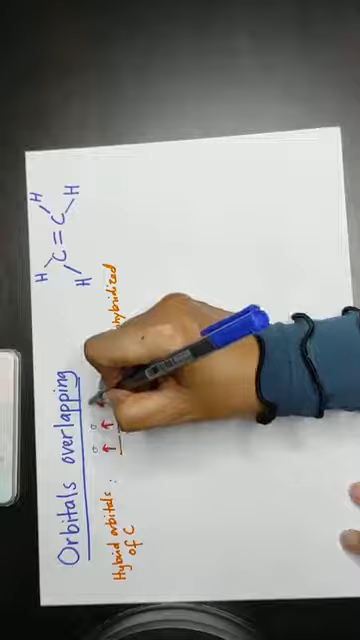 H H
C = C
H H
Orbitals overlapping
σ σ
↑ ↑
Hybrid orbitals :
of C
hybridized